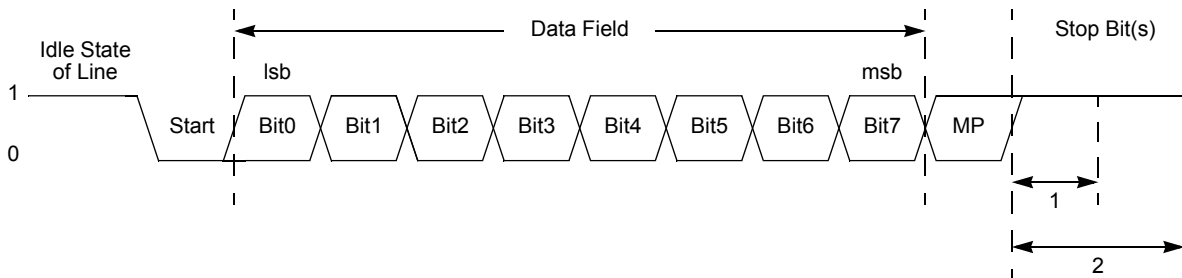 Data Field
Stop Bit(s)
Idle State
of Line
lsb
msb
1
Start
Bit0
Bit1
Bit2
Bit3
Bit4
Bit5
Bit6
Bit7
MP
0
1
2